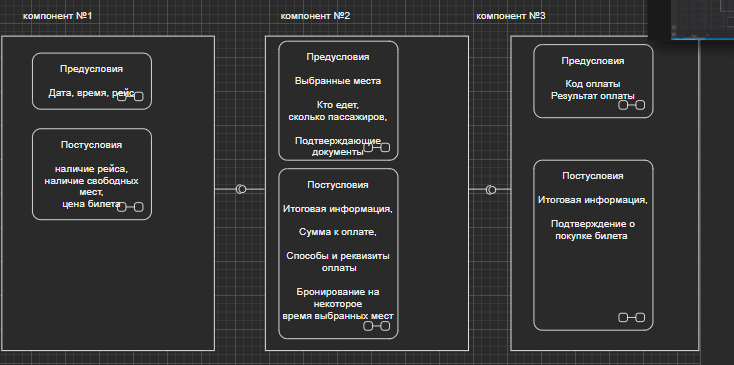 компонент №1
компонент №2
компонент №3
Предусловия
Дата, время, рейс
Постусловия
наличие рейса,
наличие свободных
мест,
цена билета
Предусловия
Выбранные места
Кто едет,
сколько пассажиров,
Подтверждающие
документы
Постусловия
Итоговая информация,
Сумма к оплате,
Способы и реквизиты
оплаты
Бронирование на
некоторое
время выбранных мест
Предусловия
Код оплаты
Результат оплаты
Постусловия
Итоговая информация,
Подтверждение о
покупке билета